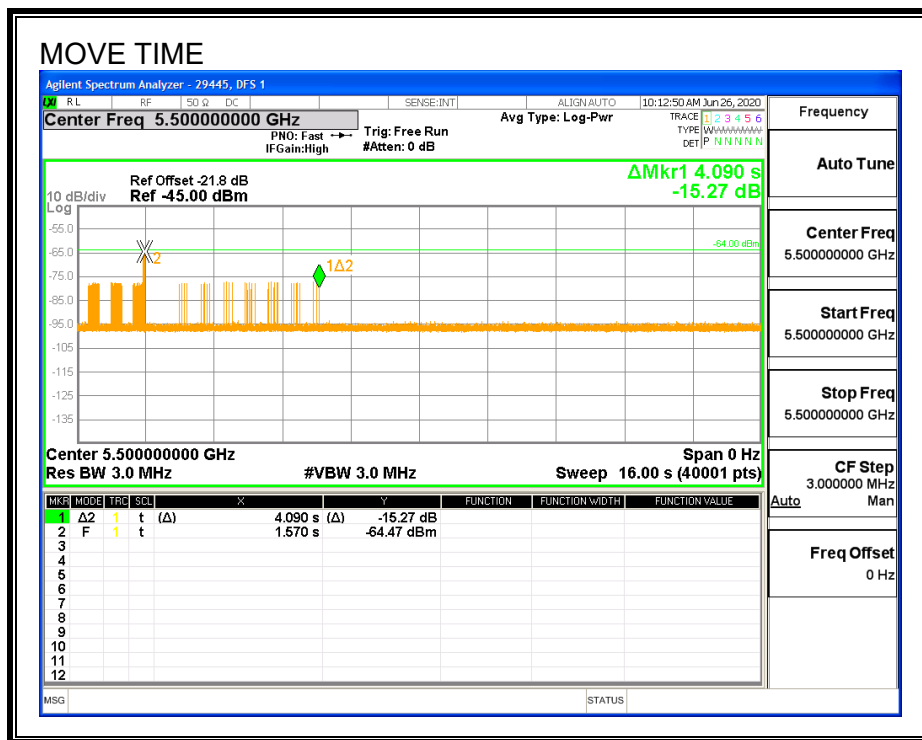 MOVE TIME
Agilent Spectrum Analyzer - 29445, DFS 1
LXI RL RF 50 Ω DC SENSE:INT ALIGN AUTO 10:12:50 AM Jun 26, 2020
Center Freq 5.500000000 GHz
PNO: Fast
IFGain:High
Trig: Free Run
#Atten: 0 dB
Avg Type: Log-Pwr
TRACE 1 2 3 4 5 6
TYPE WWWWWWW
DET P N N N N N
Frequency
Auto Tune
Center Freq
5.500000000 GHz
Start Freq
5.500000000 GHz
Stop Freq
5.500000000 GHz
CF Step
3.000000 MHz
Auto Man
Freq Offset
0 Hz
ΔMkr1 4.090 s
-15.27 dB
Ref Offset -21.8 dB
10 dB/div Ref -45.00 dBm
Log
-55.0
-65.0
-75.0
-85.0
-95.0
-105
-115
-125
-135
-64.00 dBm
2
1Δ2
Center 5.500000000 GHz Span 0 Hz
Res BW 3.0 MHz #VBW 3.0 MHz Sweep 16.00 s (40001 pts)
MKR MODE TRC SCL X Y FUNCTION FUNCTION WIDTH FUNCTION VALUE
1 Δ2 1 t (Δ) 4.090 s (Δ) -15.27 dB
2 F 1 t 1.570 s -64.47 dBm
3
4
5
6
7
8
9
10
11
12
MSG STATUS